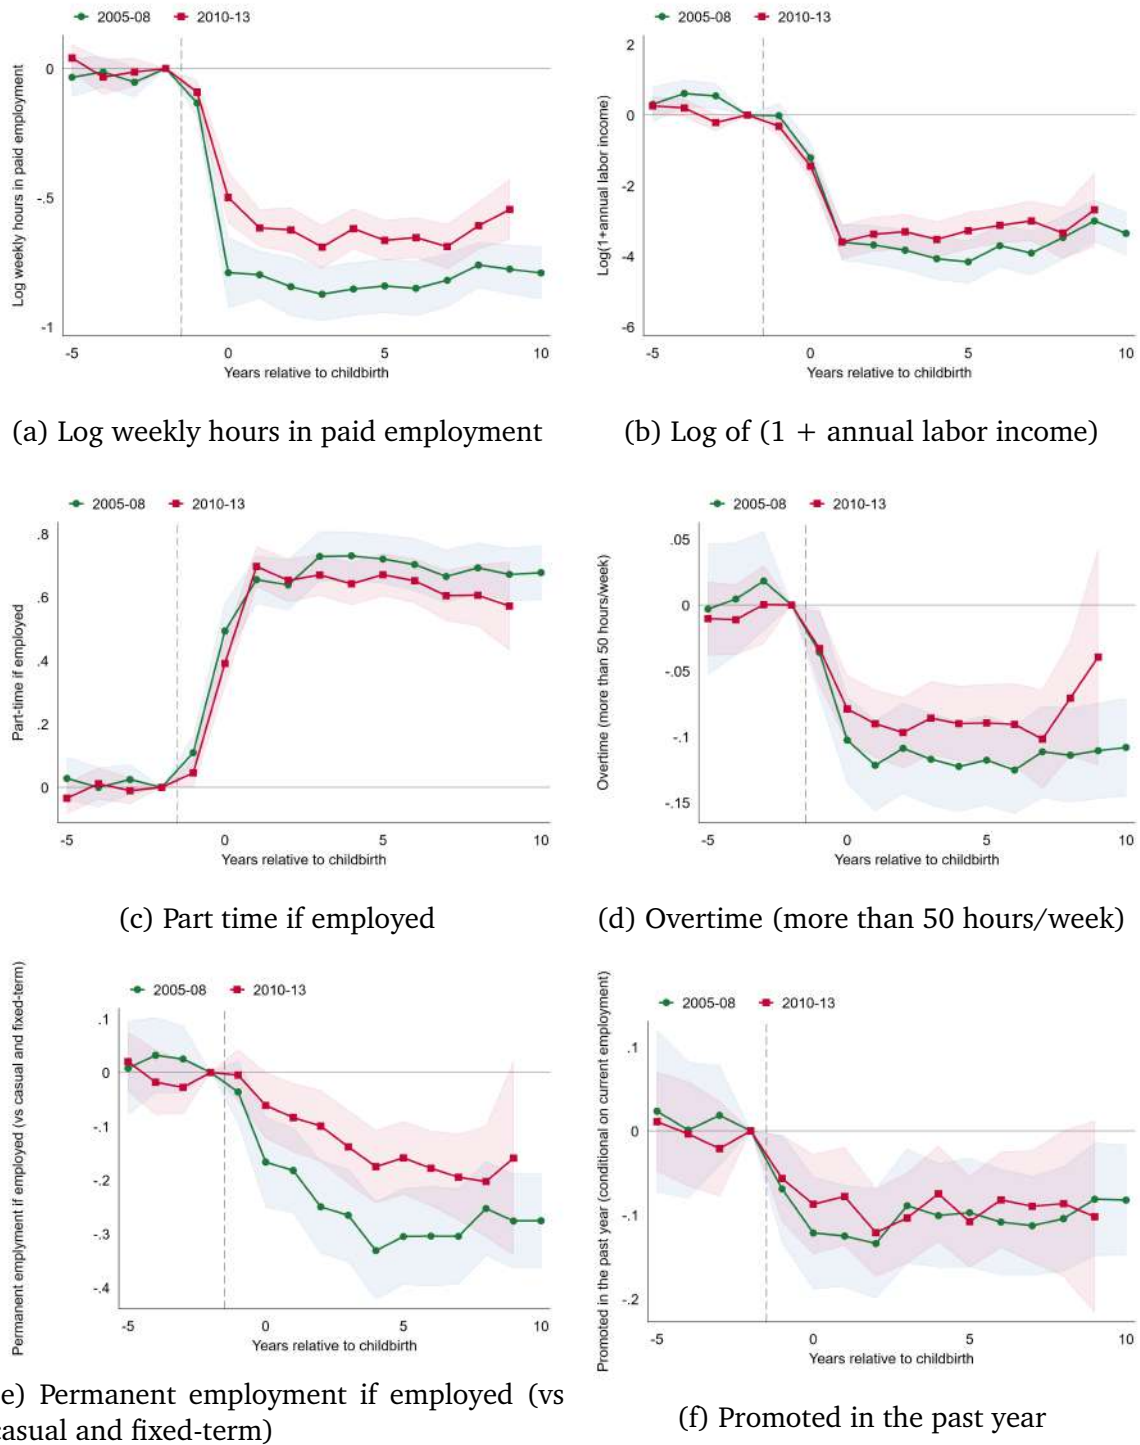 2005-08 2010-13
Log weekly hours in paid employment
0
-.5
-1
-5 0 5 10
Years relative to childbirth
(a) Log weekly hours in paid employment
2005-08 2010-13
Log(1+annual labor income)
2
0
-2
-4
-6
-5 0 5 10
Years relative to childbirth
(b) Log of (1 + annual labor income)
2005-08 2010-13
Part-time if employed
.8
.6
.4
.2
0
-5 0 5 10
Years relative to childbirth
(c) Part time if employed
2005-08 2010-13
Overtime (more than 50 hours/week)
.05
0
-.05
-.1
-.15
-5 0 5 10
Years relative to childbirth
(d) Overtime (more than 50 hours/week)
2005-08 2010-13
Permanent emplyment if employed (vs casual and fixed-term)
.1
0
-.1
-.2
-.3
-.4
-5 0 5 10
Years relative to childbirth
e) Permanent employment if employed (vs
casual and fixed-term)
2005-08 2010-13
Promoted in the past year (conditional on current employment)
.1
0
-.1
-.2
-5 0 5 10
Years relative to childbirth
(f) Promoted in the past year